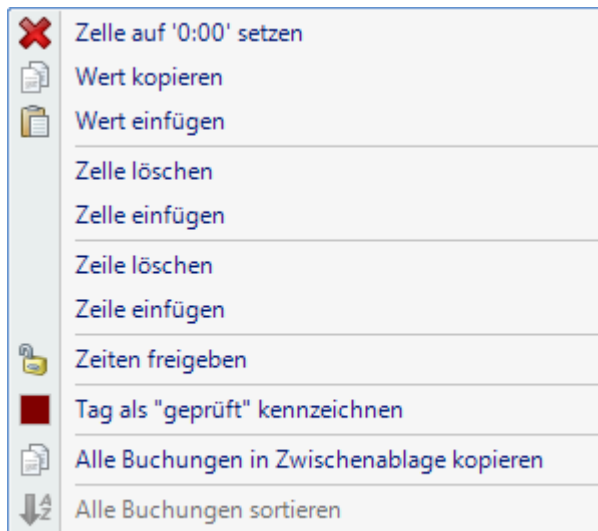 Zelle auf '0:00' setzen
Wert kopieren
Wert einfügen
Zelle löschen
Zelle einfügen
Zeile löschen
Zeile einfügen
Zeiten freigeben
Tag als "geprüft" kennzeichnen
Alle Buchungen in Zwischenablage kopieren
Alle Buchungen sortieren